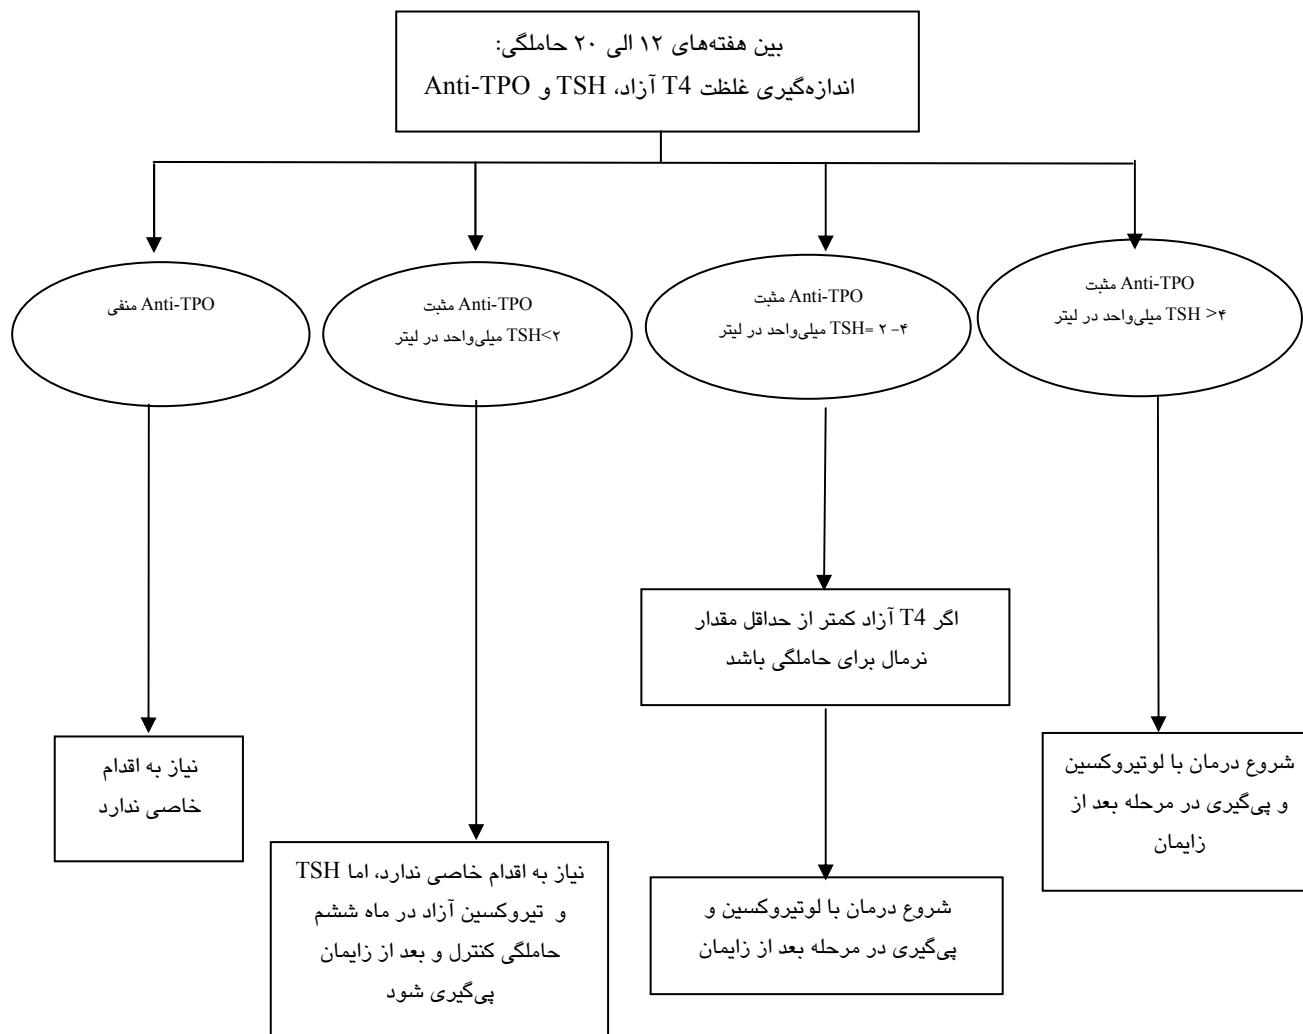 بین هفته‌های ۱۲ الی ۲۰ حاملگی:
اندازه‌گیری غلظت T4 آزاد، TSH و Anti-TPO
Anti-TPO مثبت
TSH >۴ میلی‌واحد در لیتر
Anti-TPO مثبت
TSH= ۲ -۴ میلی‌واحد در لیتر
Anti-TPO مثبت
TSH<۲ میلی‌واحد در لیتر
Anti-TPO منفی
اگر T4 آزاد کمتر از حداقل مقدار
نرمال برای حاملگی باشد
شروع درمان با لوتیروکسین
و پی‌گیری در مرحله بعد از
زایمان
شروع درمان با لوتیروکسین و
پی‌گیری در مرحله بعد از زایمان
نیاز به اقدام خاصی ندارد، اما TSH
و تیروکسین آزاد در ماه ششم
حاملگی کنترل و بعد از زایمان
پی‌گیری شود
نیاز به اقدام
خاصی ندارد